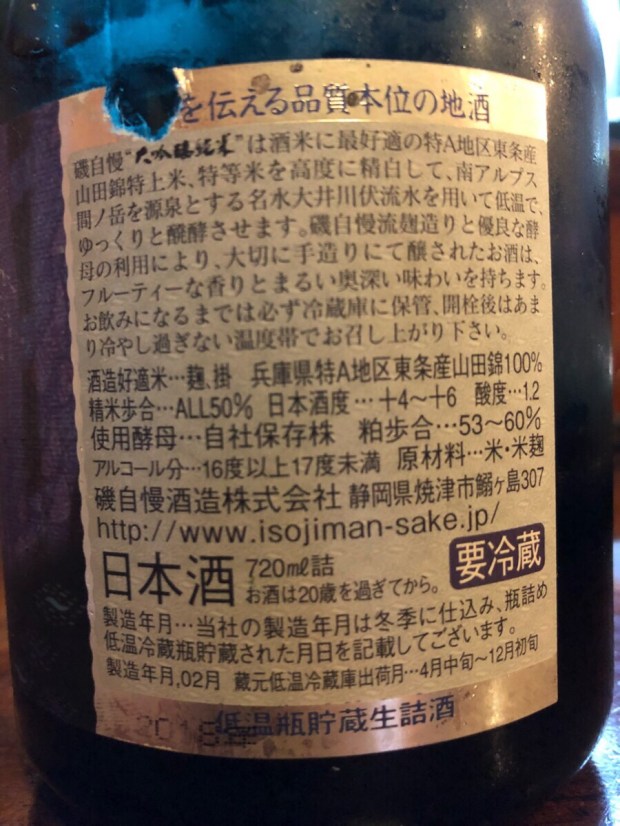 を伝える品質本位の地酒
磯自慢"大吟醸純米"は酒米に最好適の特A地区東条産
山田錦特上米、特等米を高度に精白して、南アルプス
間ノ岳を源泉とする名水大井川伏流水を用いて低温で、
ゆっくりと醗酵させます。磯自慢流麹造りと優良な酵
母の利用により、大切に手造りにて醸されたお酒は、
フルーティーな香りとまるい奥深い味わいを持ちます。
お飲みになるまでは必ず冷蔵庫に保管、開栓後はあま
り冷やし過ぎない温度帯でお召し上がり下さい。
酒造好適米…麹、掛 兵庫県特A地区東条産山田錦100%
精米歩合…ALL50% 日本酒度…+4〜+6 酸度…1.2
使用酵母…自社保存株 粕歩合…53〜60%
アルコール分…16度以上17度未満 原材料…米・米麹
磯自慢酒造株式会社 静岡県焼津市鰯ヶ島307
http://www.isojiman-sake.jp/
日本酒 720㎖詰 要冷蔵
お酒は20歳を過ぎてから。
製造年月…当社の製造年月は冬季に仕込み、瓶詰め
低温冷蔵瓶貯蔵された月日を記載してございます。
製造年月,02月 蔵元低温冷蔵庫出荷月…4月中旬〜12月初旬
低温瓶貯蔵生詰酒